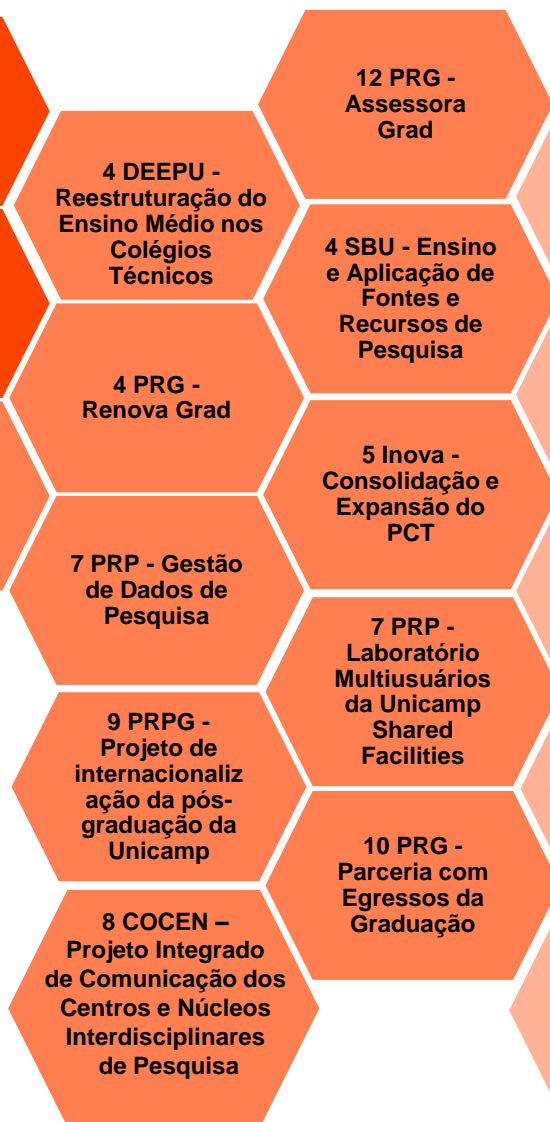 12 PRG -
Assessora
Grad
4 DEEPU -
Reestruturação do
Ensino Médio nos
Colégios
Técnicos
4 SBU - Ensino
e Aplicação de
Fontes e
Recursos de
Pesquisa
4 PRG -
Renova Grad
5 Inova -
Consolidação e
Expansão do
PCT
7 PRP - Gestão
de Dados de
Pesquisa
7 PRP -
Laboratório
Multiusuários
da Unicamp
Shared
Facilities
9 PRPG -
Projeto de
internacionaliz
ação da pós-
graduação da
Unicamp
10 PRG -
Parceria com
Egressos da
Graduação
8 COCEN –
Projeto Integrado
de Comunicação dos
Centros e Núcleos
Interdisciplinares
de Pesquisa